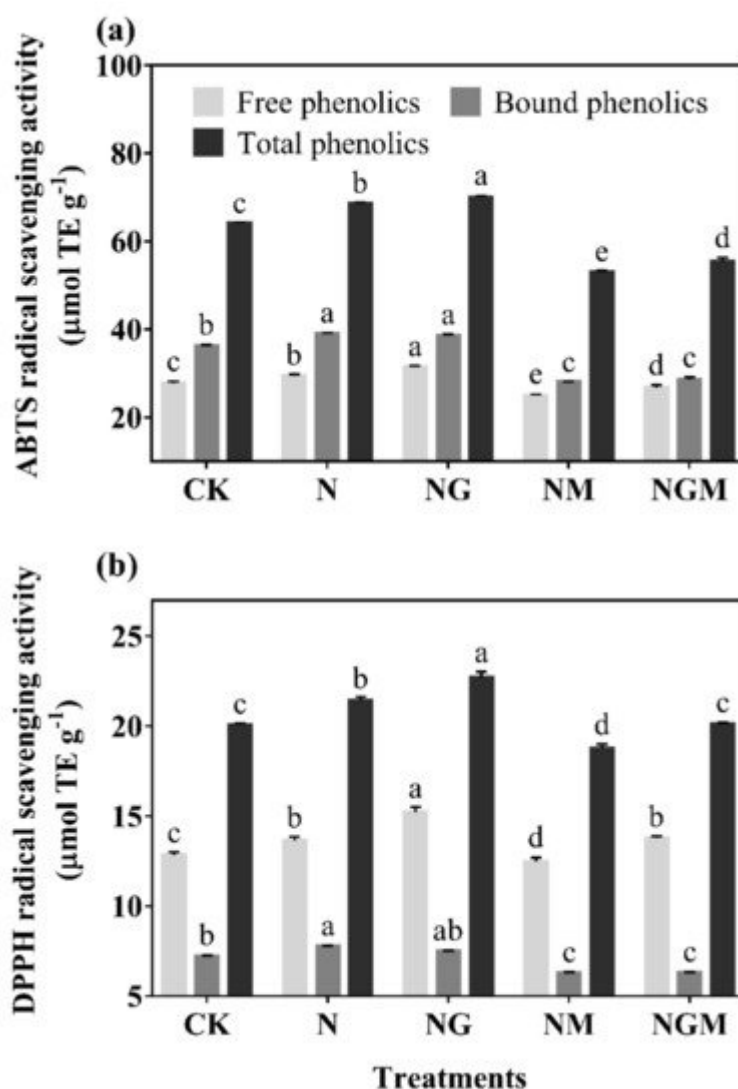 (a)
ABTS radical scavenging activity
(μmol TE g⁻¹)
100
80
60
40
20
Free phenolics
Bound phenolics
Total phenolics
c b c
b a b
a a a
e c e
d c d
CK N NG NM NGM
(b)
DPPH radical scavenging activity
(μmol TE g⁻¹)
25
20
15
10
5
c b c
b a b
a ab a
d c d
b c c
CK N NG NM NGM
Treatments